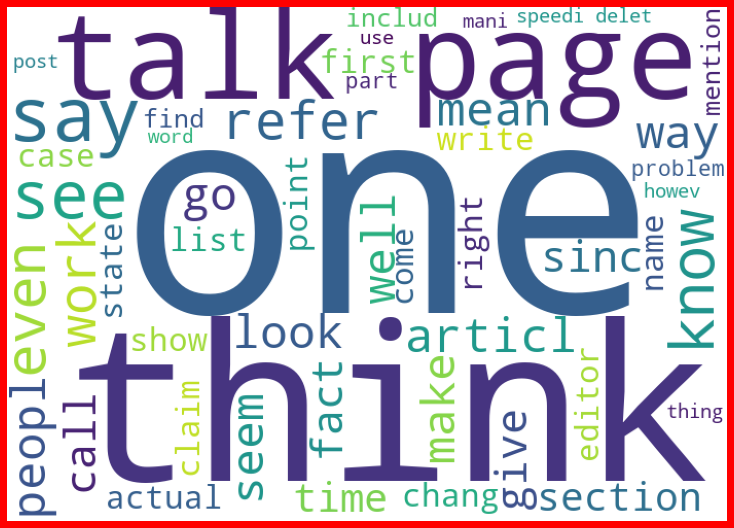 includ
mani
speedi delet
talk page
use
mention
post
first
part
say
find
refer
mean
way
word
write
case
one
problem
see
go
point
howev
list
well
come
right
sinc
name
know
even
work
state
show
look
articl
think
peopl
call
claim
seem
fact
make
give
editor
thing
actual
time
chang
section